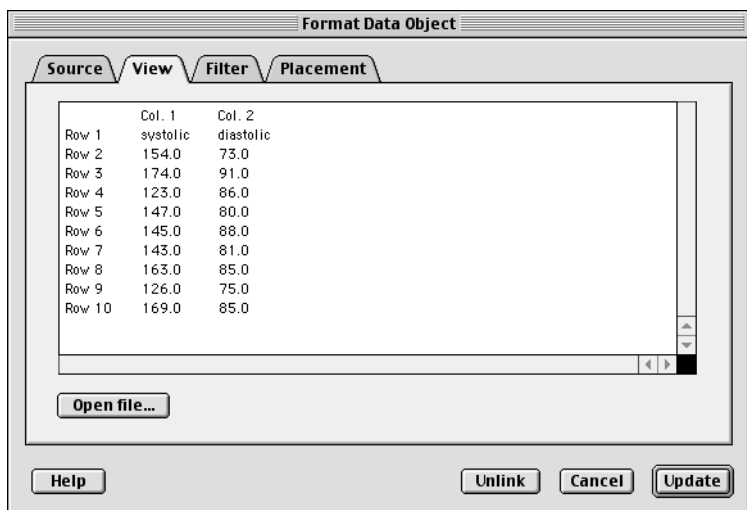 Format Data Object
Source View Filter Placement
Col. 1 Col. 2
Row 1 systolic diastolic
Row 2 154.0 73.0
Row 3 174.0 91.0
Row 4 123.0 86.0
Row 5 147.0 80.0
Row 6 145.0 88.0
Row 7 143.0 81.0
Row 8 163.0 85.0
Row 9 126.0 75.0
Row 10 169.0 85.0
Open file...
Help Unlink Cancel Update